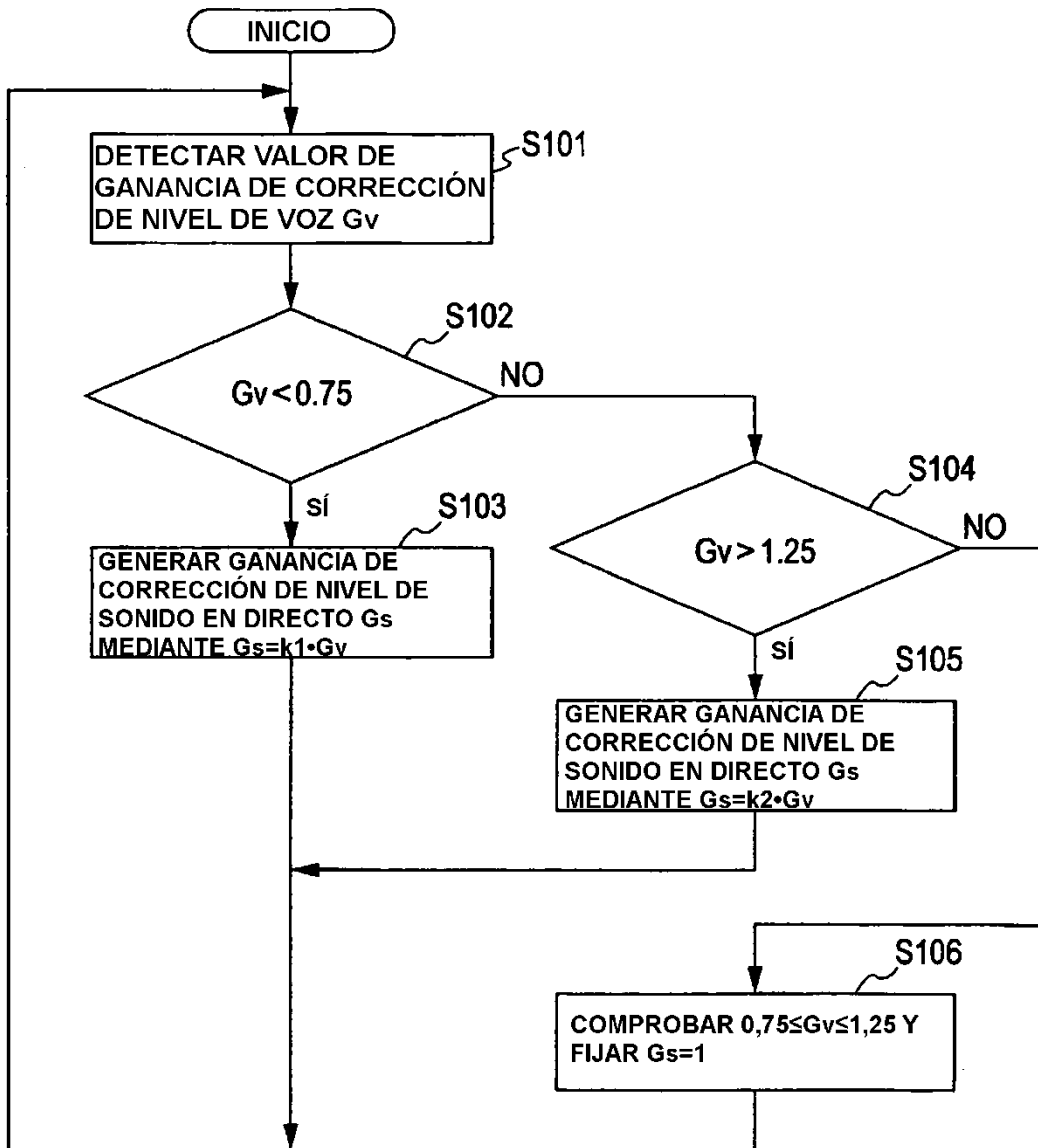 INICIO
S101
DETECTAR VALOR DE
GANANCIA DE CORRECCIÓN
DE NIVEL DE VOZ Gv
S102
Gv<0.75
NO
SÍ
S103
GENERAR GANANCIA DE
CORRECCIÓN DE NIVEL DE
SONIDO EN DIRECTO Gs
MEDIANTE Gs=k1•Gv
S104
Gv>1.25
NO
SÍ
S105
GENERAR GANANCIA DE
CORRECCIÓN DE NIVEL DE
SONIDO EN DIRECTO Gs
MEDIANTE Gs=k2•Gv
S106
COMPROBAR 0,75≤Gv≤1,25 Y
FIJAR Gs=1